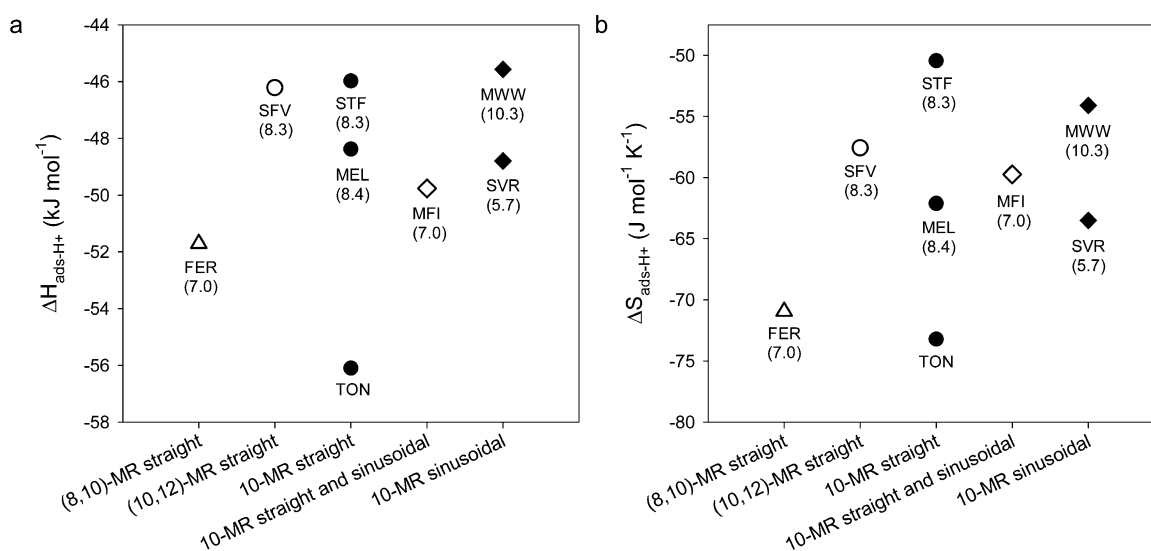 a
ΔH_ads-H+ (kJ mol⁻¹)
-44
-46
-48
-50
-52
-54
-56
-58
FER
(7.0)
SFV
(8.3)
STF
(8.3)
MEL
(8.4)
TON
MFI
(7.0)
MWW
(10.3)
SVR
(5.7)
(8,10)-MR straight
(10,12)-MR straight
10-MR straight
10-MR straight and sinusoidal
10-MR sinusoidal
b
ΔS_ads-H+ (J mol⁻¹ K⁻¹)
-50
-55
-60
-65
-70
-75
-80
FER
(7.0)
SFV
(8.3)
STF
(8.3)
MEL
(8.4)
TON
MFI
(7.0)
MWW
(10.3)
SVR
(5.7)
(8,10)-MR straight
(10,12)-MR straight
10-MR straight
10-MR straight and sinusoidal
10-MR sinusoidal